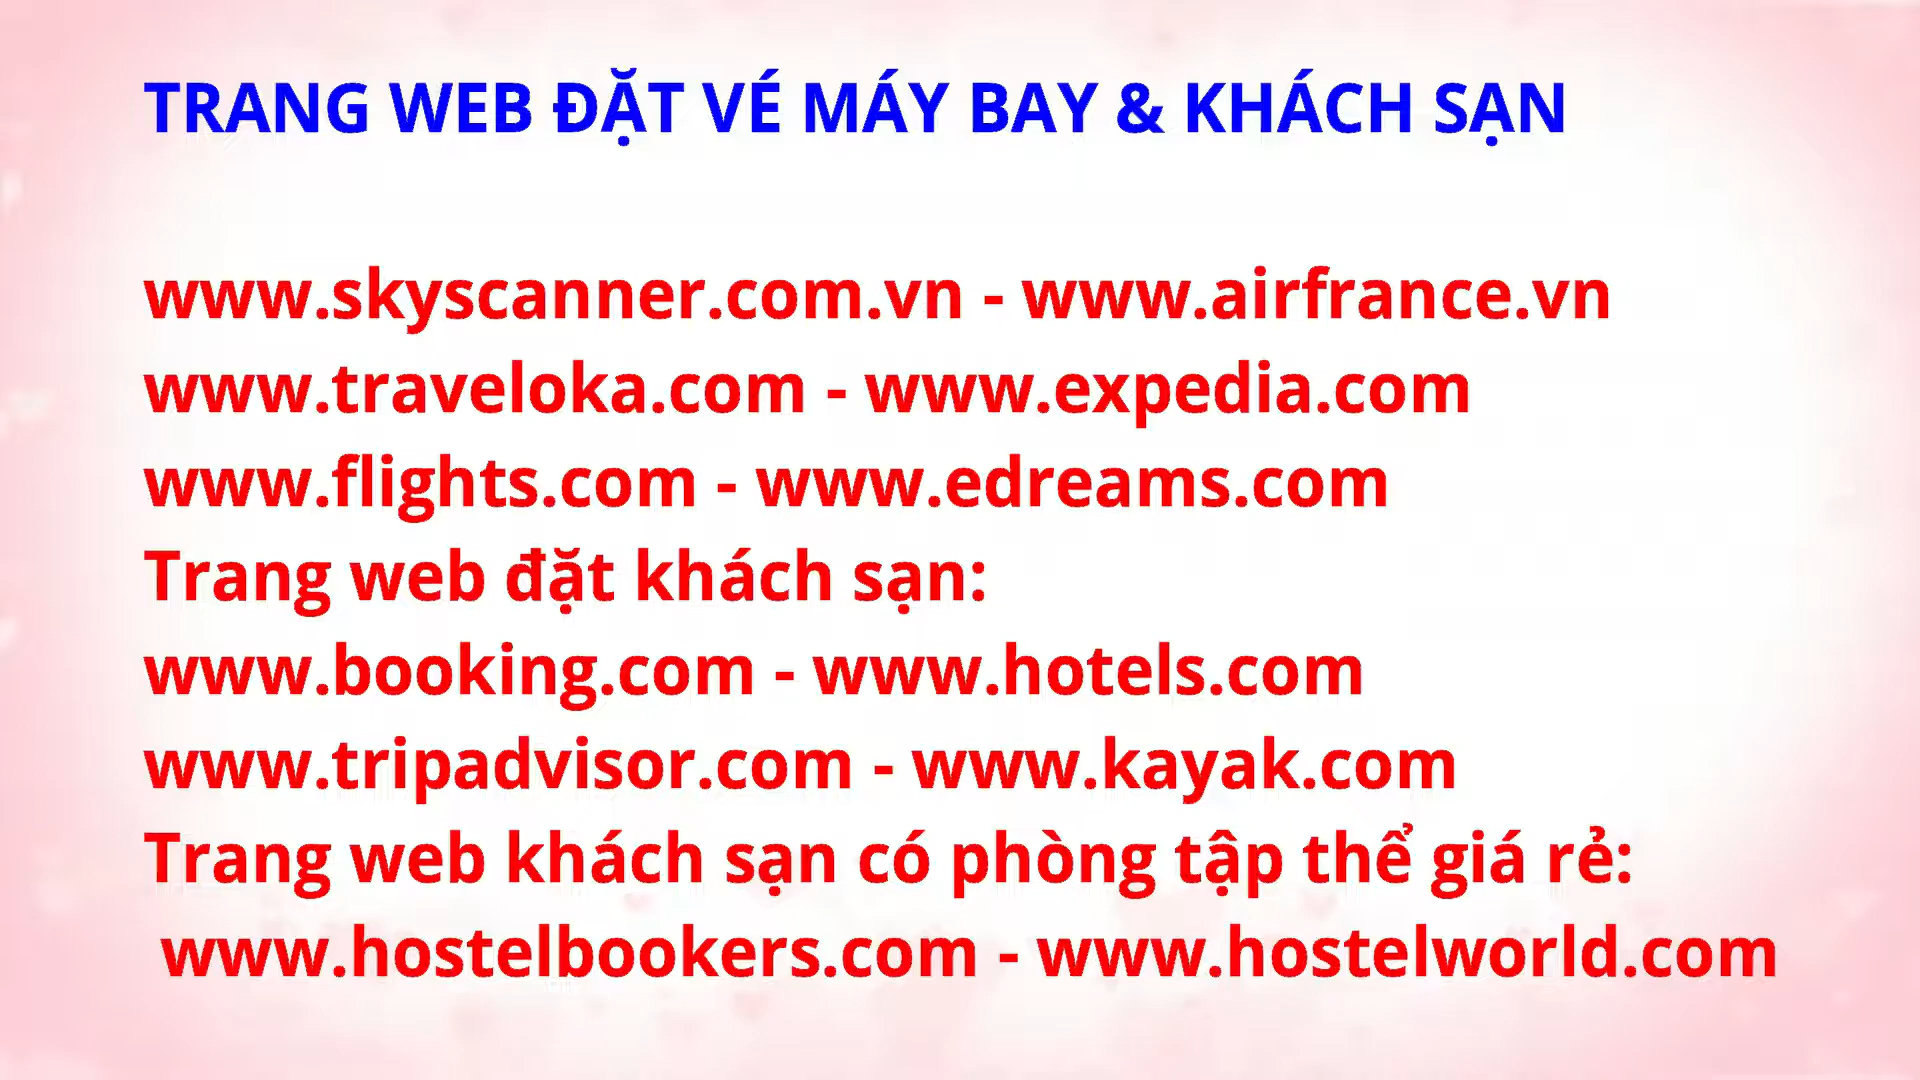 TRANG WEB ĐẶT VÉ MÁY BAY & KHÁCH SẠN
www.skyscanner.com.vn - www.airfrance.vn
www.traveloka.com - www.expedia.com
www.flights.com - www.edreams.com
Trang web đặt khách sạn:
www.booking.com - www.hotels.com
www.tripadvisor.com - www.kayak.com
Trang web khách sạn có phòng tập thể giá rẻ:
www.hostelbookers.com - www.hostelworld.com